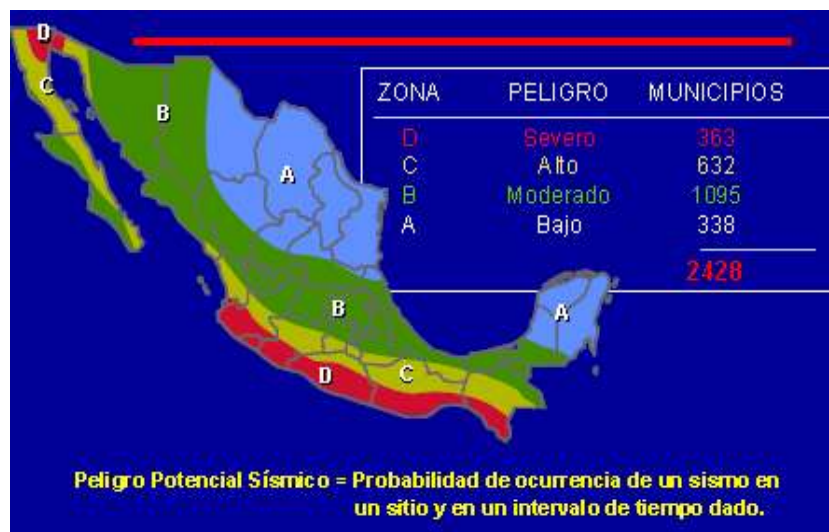 D
C
B
A
B
D
C
A
ZONA PELIGRO MUNICIPIOS
D Severo 363
C Alto 632
B Moderado 1095
A Bajo 338
2428
Peligro Potencial Sísmico = Probabilidad de ocurrencia de un sismo en
un sitio y en un intervalo de tiempo dado.